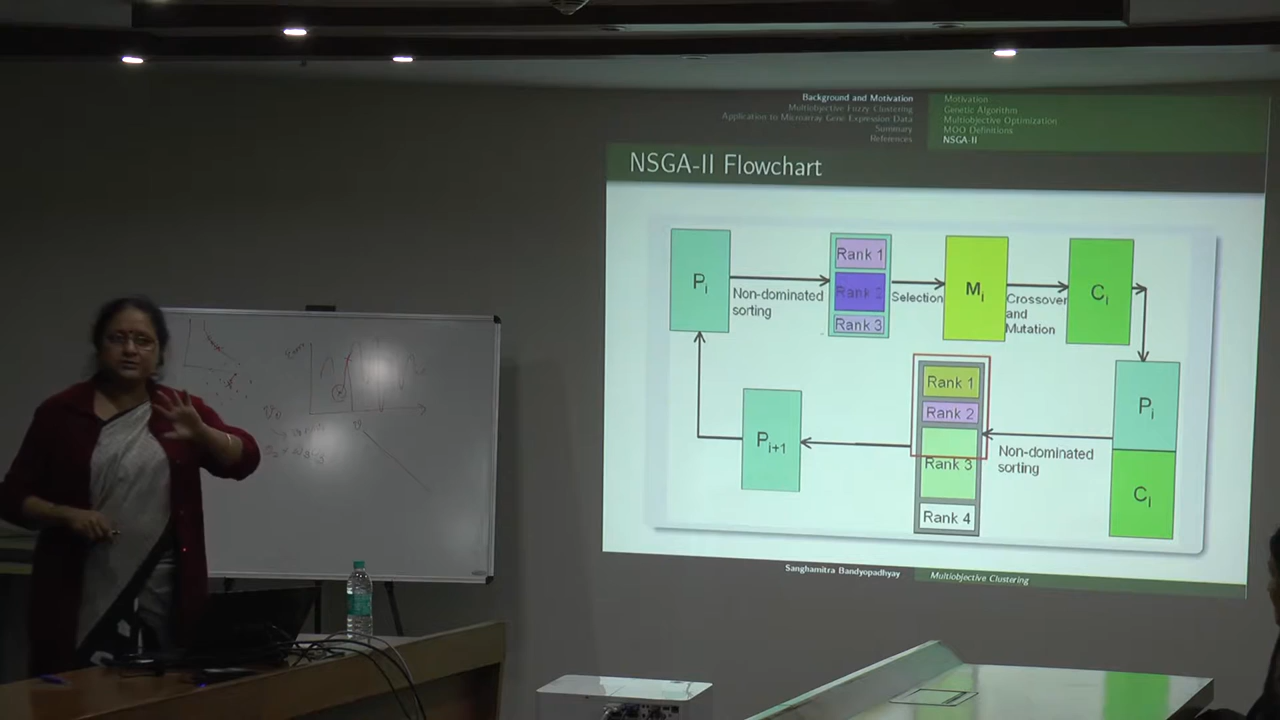 Background and Motivation
Multiobjective Fuzzy Clustering
Application to Microarray Gene Expression Data
Summary
References
Motivation
Genetic Algorithm
Multiobjective Optimization
MOO Definitions
NSGA-II
NSGA-II Flowchart
Pi
Non-dominated
sorting
Rank 1
Rank 2
Rank 3
Selection
Mi
Crossover
and
Mutation
Ci
Pi
Ci
Non-dominated
sorting
Rank 1
Rank 2
Rank 3
Rank 4
Pi+1
Sanghamitra Bandyopadhyay
Multiobjective Clustering